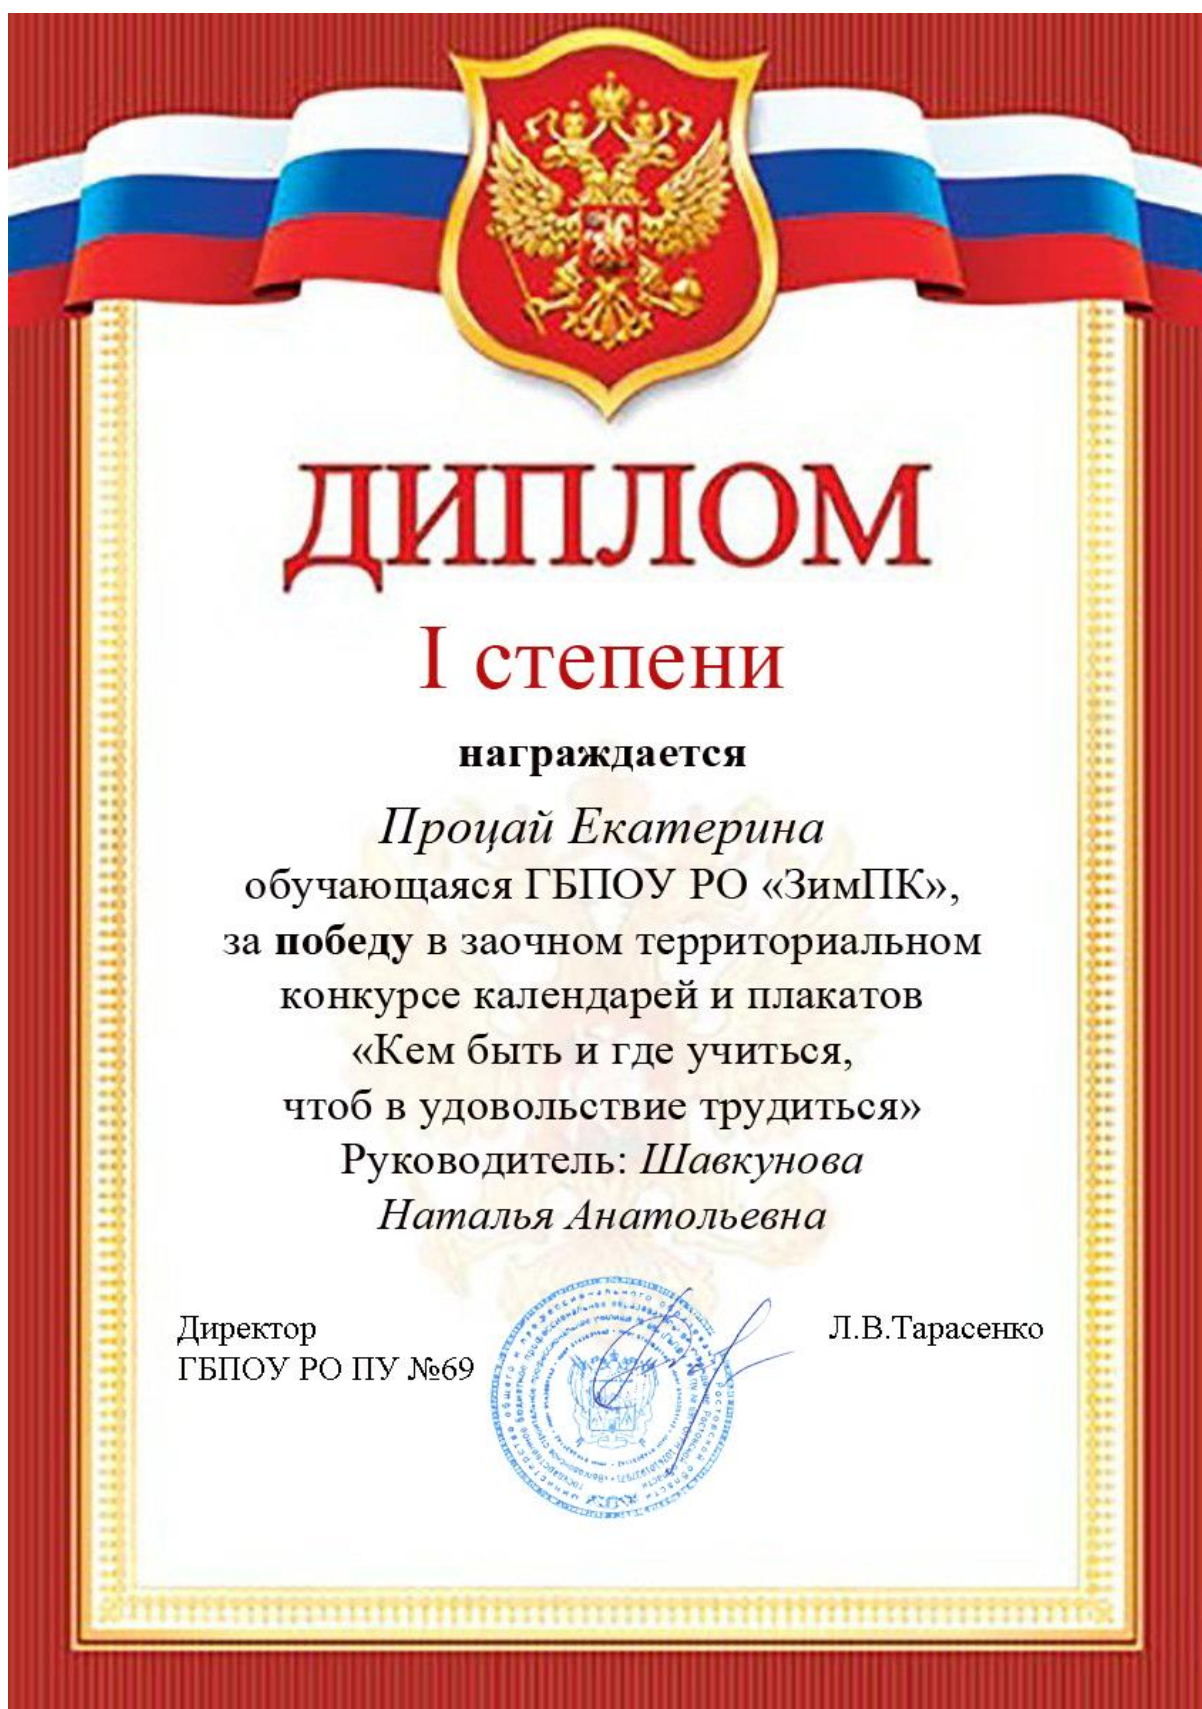 ДИПЛОМ
I степени
награждается
Процай Екатерина
обучающаяся ГБПОУ РО «ЗимПК»,
за победу в заочном территориальном
конкурсе календарей и плакатов
«Кем быть и где учиться,
чтоб в удовольствие трудиться»
Руководитель: Шавкунова
Наталья Анатольевна
Директор
ГБПОУ РО ПУ №69
Л.В.Тарасенко